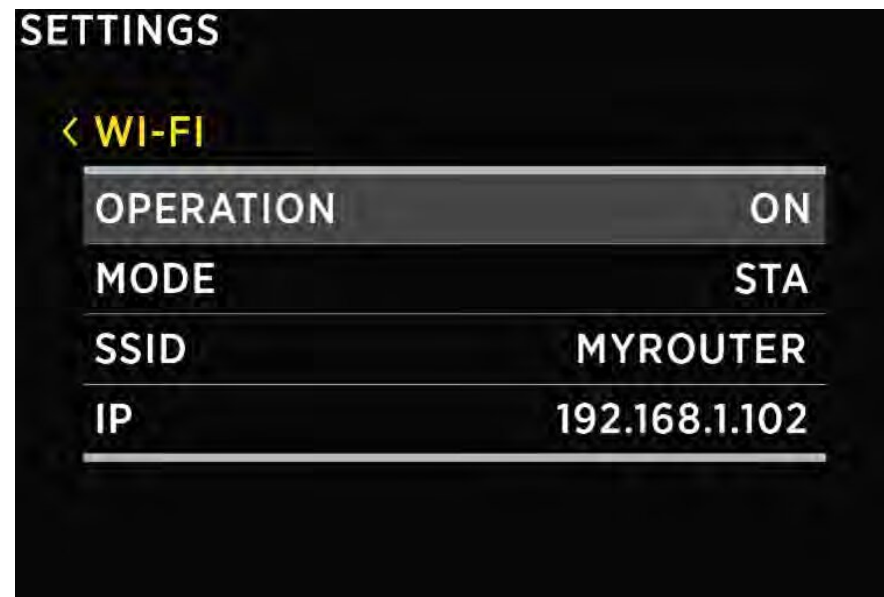 SETTINGS
< WI-FI
OPERATION ON
MODE STA
SSID MYROUTER
IP 192.168.1.102